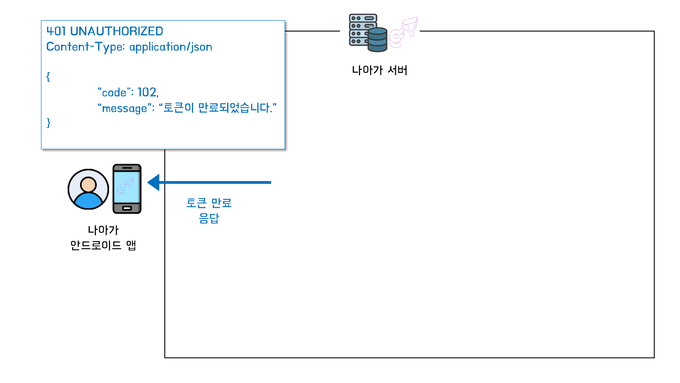 401 UNAUTHORIZED
Content-Type: application/json
{
"code": 102,
"message": "토큰이 만료되었습니다."
}
나아가 서버
토큰 만료
응답
나아가
안드로이드 앱